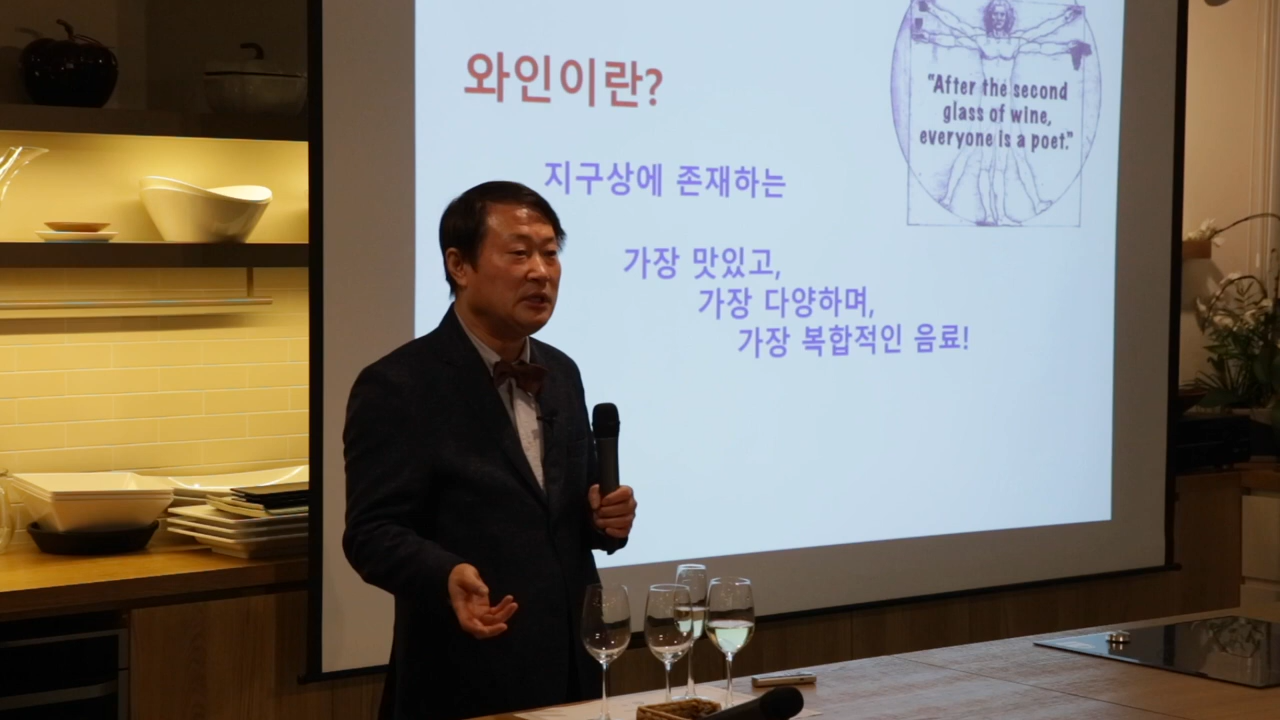 와인이란?
지구상에 존재하는
가장 맛있고,
가장 다양하며,
가장 복합적인 음료!
“After the second
glass of wine,
everyone is a poet.”